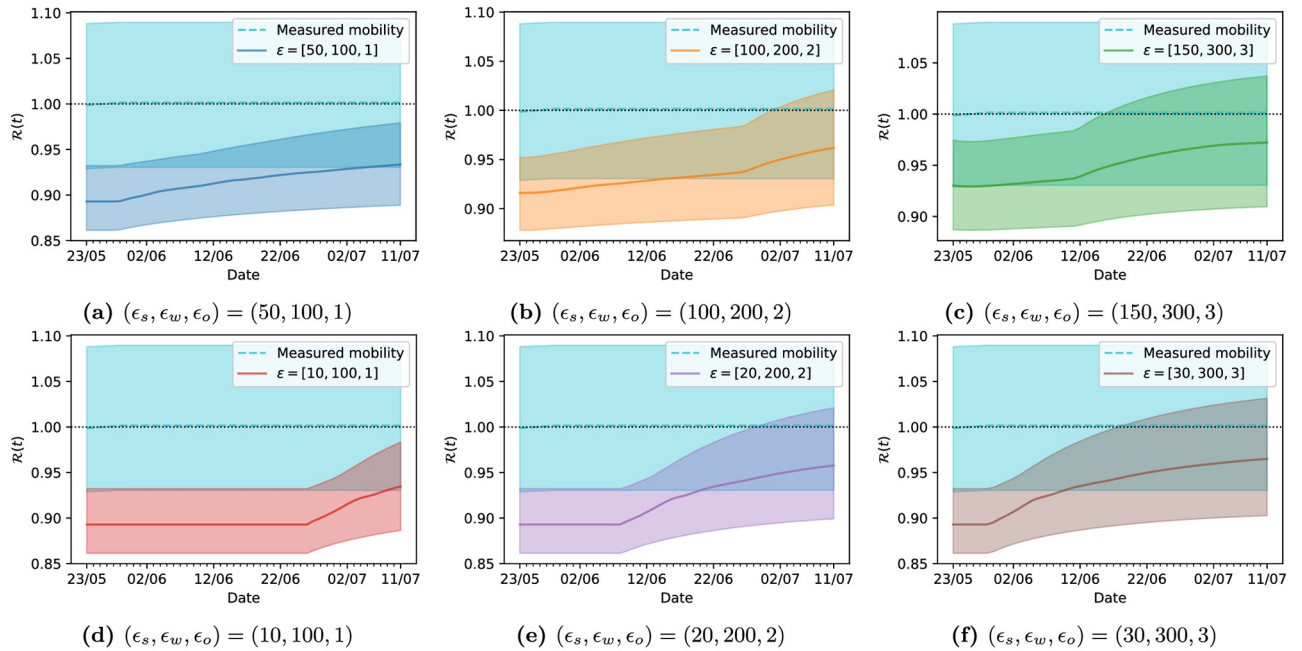 1.10
1.05
1.00
0.95
0.90
0.85
R(t)
Measured mobility
ε = [50, 100, 1]
23/05 02/06 12/06 22/06 02/07 11/07
Date
(a) (ϵs, ϵw, ϵo) = (50, 100, 1)
1.10
1.05
1.00
0.95
0.90
R(t)
Measured mobility
ε = [100, 200, 2]
23/05 02/06 12/06 22/06 02/07 11/07
Date
(b) (ϵs, ϵw, ϵo) = (100, 200, 2)
1.05
1.00
0.95
0.90
R(t)
Measured mobility
ε = [150, 300, 3]
23/05 02/06 12/06 22/06 02/07 11/07
Date
(c) (ϵs, ϵw, ϵo) = (150, 300, 3)
1.10
1.05
1.00
0.95
0.90
0.85
R(t)
Measured mobility
ε = [10, 100, 1]
23/05 02/06 12/06 22/06 02/07 11/07
Date
(d) (ϵs, ϵw, ϵo) = (10, 100, 1)
1.10
1.05
1.00
0.95
0.90
0.85
R(t)
Measured mobility
ε = [20, 200, 2]
23/05 02/06 12/06 22/06 02/07 11/07
Date
(e) (ϵs, ϵw, ϵo) = (20, 200, 2)
1.10
1.05
1.00
0.95
0.90
0.85
R(t)
Measured mobility
ε = [30, 300, 3]
23/05 02/06 12/06 22/06 02/07 11/07
Date
(f) (ϵs, ϵw, ϵo) = (30, 300, 3)